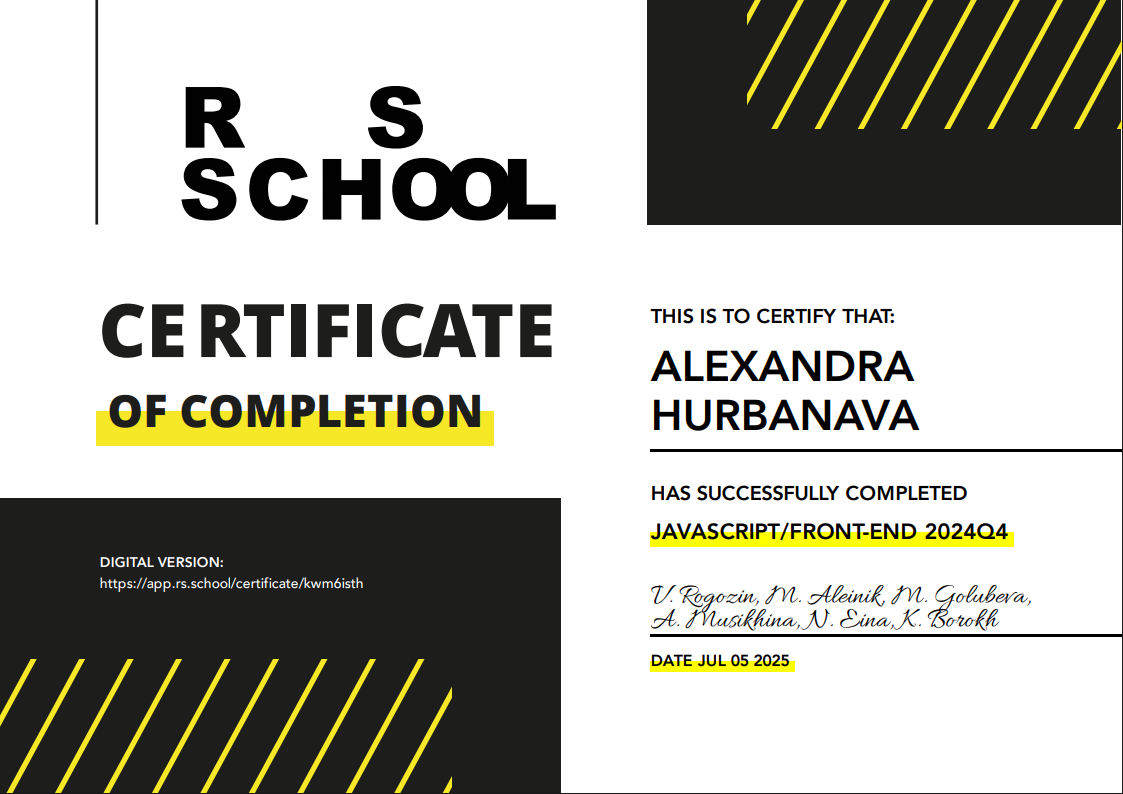 R S
SCHOOL
CERTIFICATE
OF COMPLETION
DIGITAL VERSION:
https://app.rs.school/certificate/kwm6isth
THIS IS TO CERTIFY THAT:
ALEXANDRA
HURBANAVA
HAS SUCCESSFULLY COMPLETED
JAVASCRIPT/FRONT-END 2024Q4
V. Rogozin, M. Aleinik, M. Golubeva,
A. Musikhina, N. Eina, K. Borokh
DATE JUL 05 2025